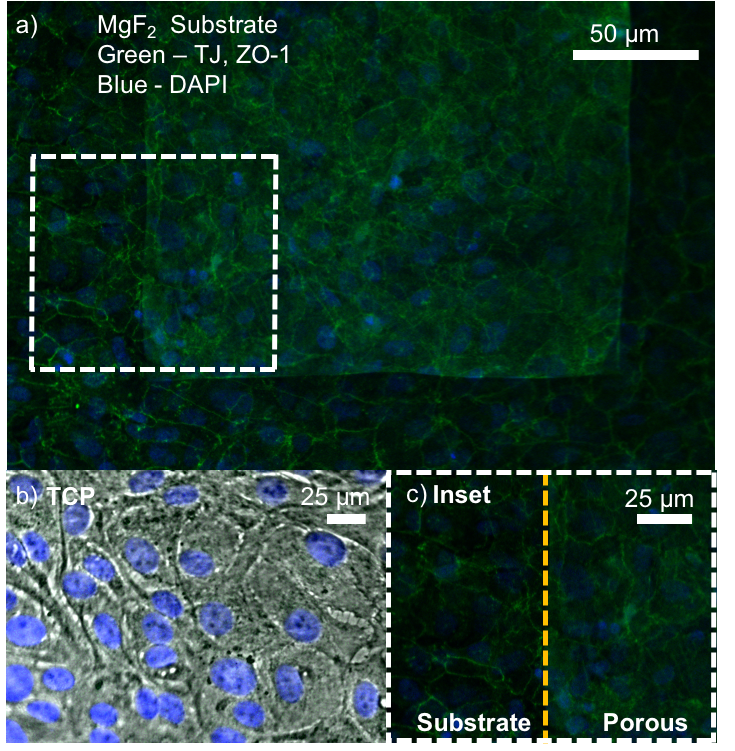 a) MgF₂ Substrate
Green – TJ, ZO-1
Blue - DAPI
50 µm
b) TCP
25 µm
c) Inset
25 µm
Substrate
Porous